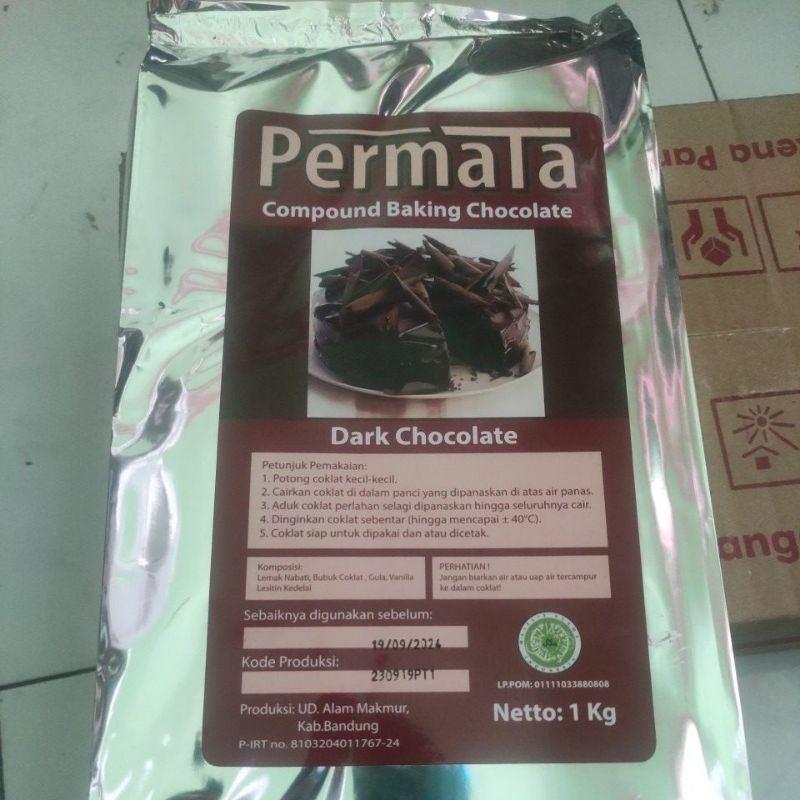 PermaTa
Compound Baking Chocolate
Dark Chocolate
Petunjuk Pemakaian:
1. Potong coklat kecil-kecil.
2. Cairkan coklat di dalam panci yang dipanaskan di atas air panas.
3. Aduk coklat perlahan selagi dipanaskan hingga seluruhnya cair.
4. Dinginkan coklat sebentar (hingga mencapai ± 40°C).
5. Coklat siap untuk dipakai dan atau dicetak.
Komposisi:
Lemak Nabati, Bubuk Coklat , Gula, Vanilla
Lesitin Kedelai
PERHATIAN !
Jangan biarkan air atau uap air tercampur
ke dalam coklat!
Sebaiknya digunakan sebelum:
19/09/2024
Kode Produksi:
230919PT1
LP.POM: 01111033880808
Produksi: UD. Alam Makmur,
Kab.Bandung
Netto: 1 Kg
P-IRT no. 8103204011767-24